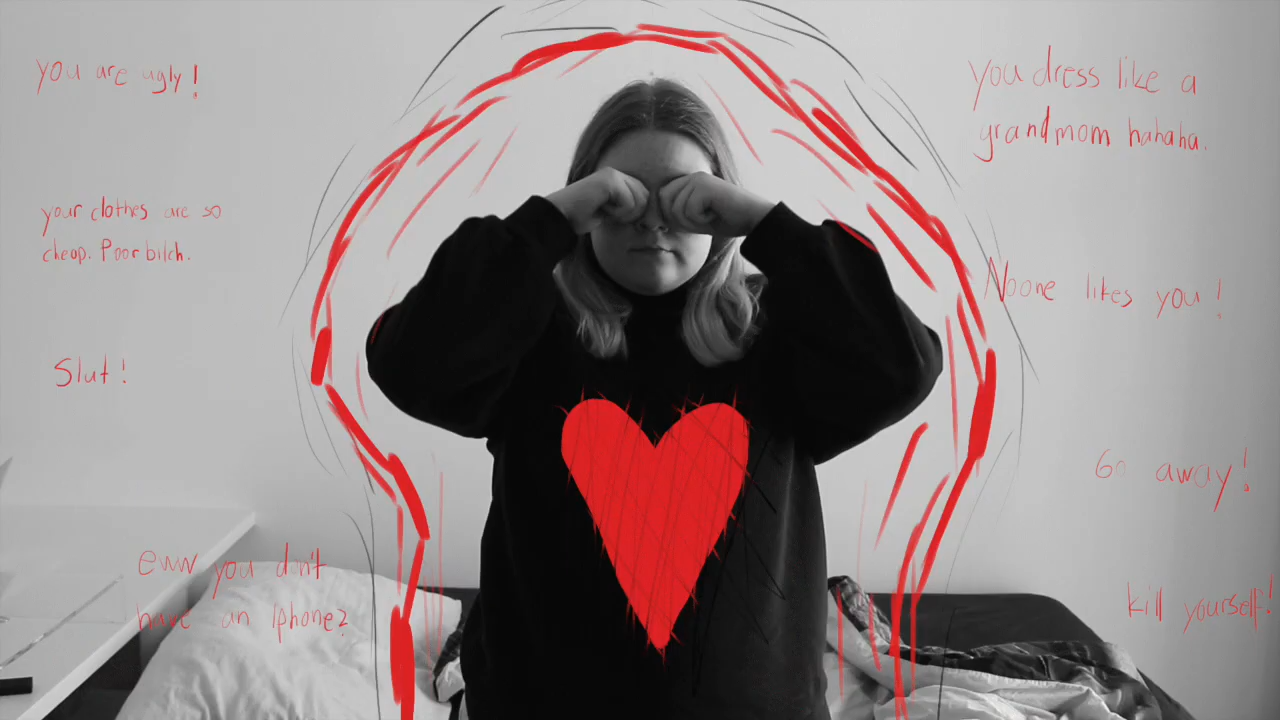 you are ugly!
your clothes are so
cheap. Poor bitch.
Slut!
eww you don't
have an Iphone?
you dress like a
grandmom hahaha.
Noone likes you!
Go away!
kill yourself!